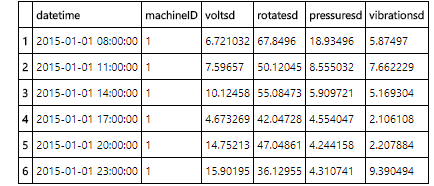 datetime machineID voltsd rotatesd pressuresd vibrationsd
1 2015-01-01 08:00:00 1 6.721032 67.8496 18.93496 5.87497
2 2015-01-01 11:00:00 1 7.59657 50.12045 8.555032 7.662229
3 2015-01-01 14:00:00 1 10.12458 55.08473 5.909721 5.169304
4 2015-01-01 17:00:00 1 4.673269 42.04728 4.554047 2.106108
5 2015-01-01 20:00:00 1 14.75213 47.04861 4.244158 2.207884
6 2015-01-01 23:00:00 1 15.90195 36.12955 4.310741 9.390494